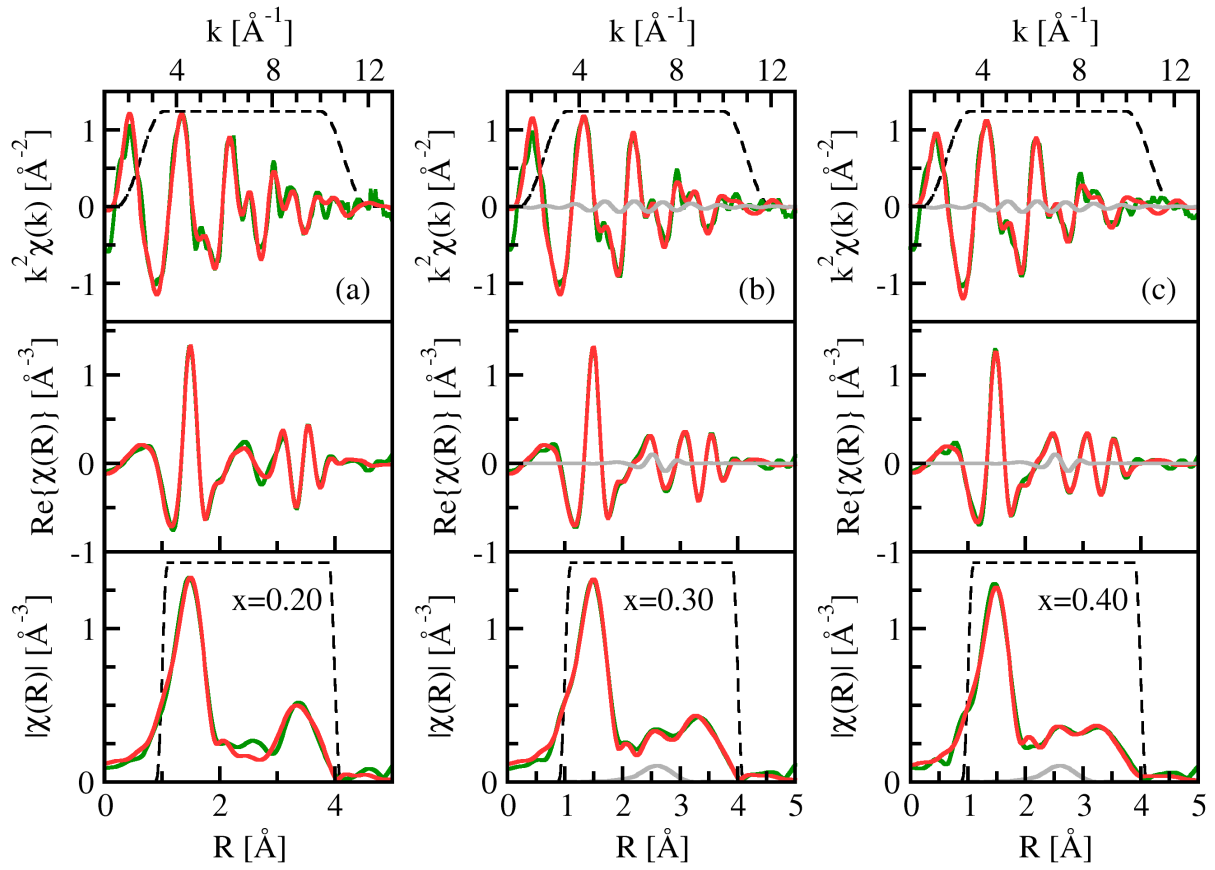 k [Å⁻¹] k [Å⁻¹] k [Å⁻¹]
4 8 12 4 8 12 4 8 12
k²χ(k) [Å⁻²] k²χ(k) [Å⁻²] k²χ(k) [Å⁻²]
1 1 1
0 0 0
-1 -1 -1
(a) (b) (c)
Re{χ(R)} [Å⁻³] Re{χ(R)} [Å⁻³] Re{χ(R)} [Å⁻³]
1 1 1
0 0 0
-1 -1 -1
|χ(R)| [Å⁻³] |χ(R)| [Å⁻³] |χ(R)| [Å⁻³]
x=0.20 x=0.30 x=0.40
1 1 1
0 0 0
0 2 4 0 1 2 3 4 5 0 1 2 3 4 5
R [Å] R [Å] R [Å]